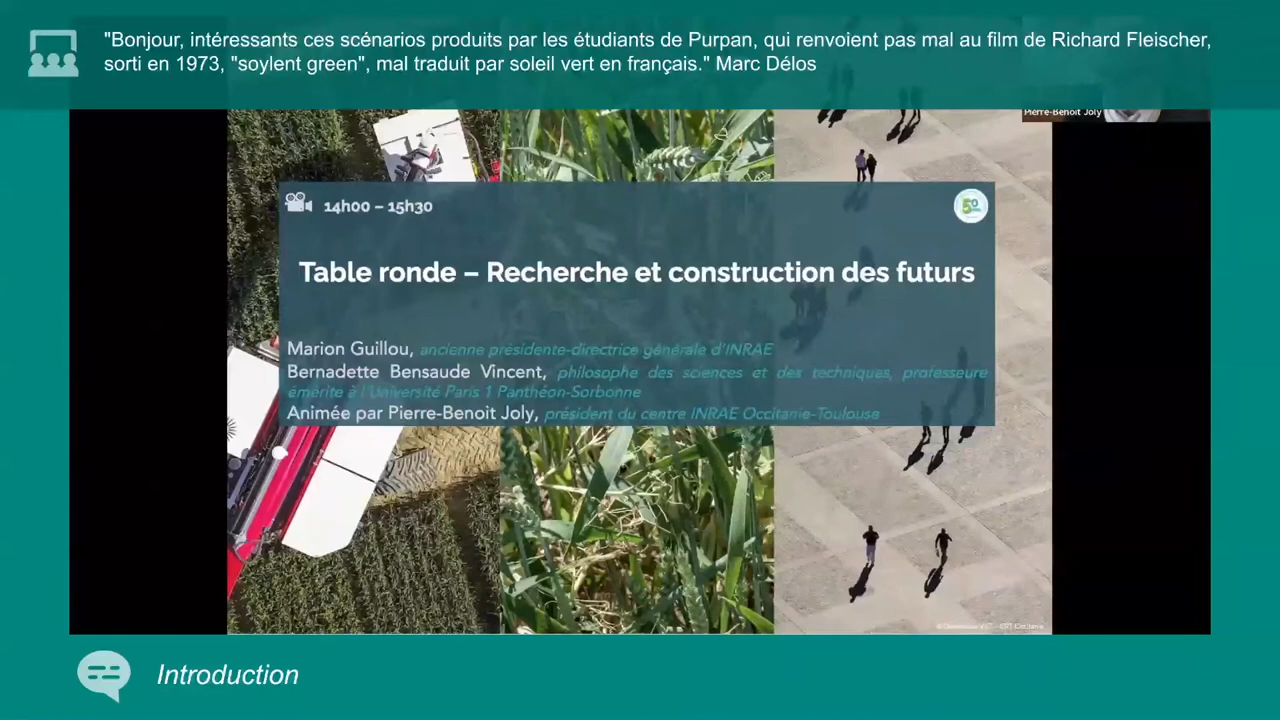 "Bonjour, intéressants ces scénarios produits par les étudiants de Purpan, qui renvoient pas mal au film de Richard Fleischer,
sorti en 1973, "soylent green", mal traduit par soleil vert en français." Marc Délos
Pierre-Benoit Joly
14h00 – 15h30
50
Table ronde – Recherche et construction des futurs
Marion Guillou, ancienne présidente-directrice générale d'INRAE
Bernadette Bensaude Vincent, philosophe des sciences et des techniques, professeure
émérite à l'Université Paris 1 Panthéon-Sorbonne
Animée par Pierre-Benoit Joly, président du centre INRAE Occitanie-Toulouse
Introduction